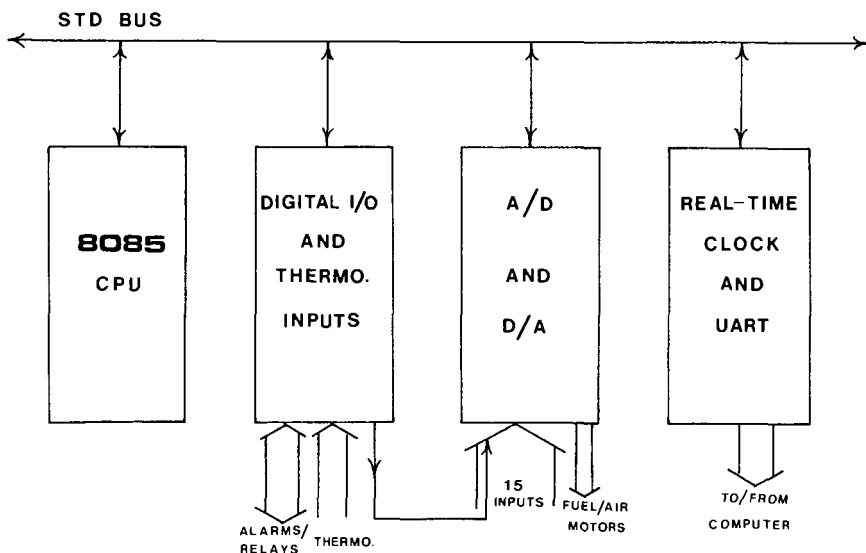 STD BUS
8085
CPU
DIGITAL I/O
AND
THERMO.
INPUTS
A/D
AND
D/A
REAL-TIME
CLOCK
AND
UART
ALARMS/
RELAYS
THERMO.
15
INPUTS
FUEL/AIR
MOTORS
TO/FROM
COMPUTER